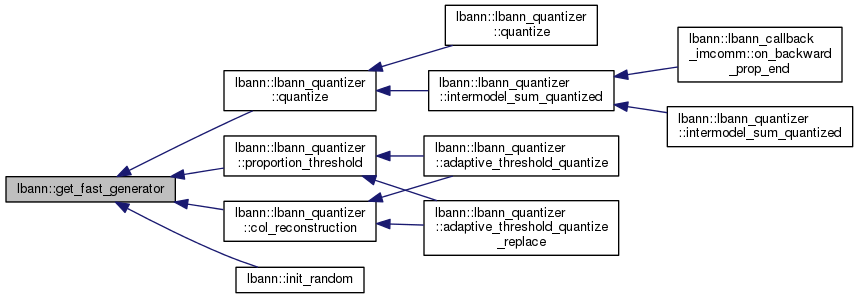 lbann::get_fast_generator
lbann::lbann_quantizer
::quantize
lbann::lbann_quantizer
::proportion_threshold
lbann::lbann_quantizer
::col_reconstruction
lbann::init_random
lbann::lbann_quantizer
::quantize
lbann::lbann_quantizer
::intermodel_sum_quantized
lbann::lbann_quantizer
::adaptive_threshold_quantize
lbann::lbann_quantizer
::adaptive_threshold_quantize
_replace
lbann::lbann_callback
_imcomm::on_backward
_prop_end
lbann::lbann_quantizer
::intermodel_sum_quantized